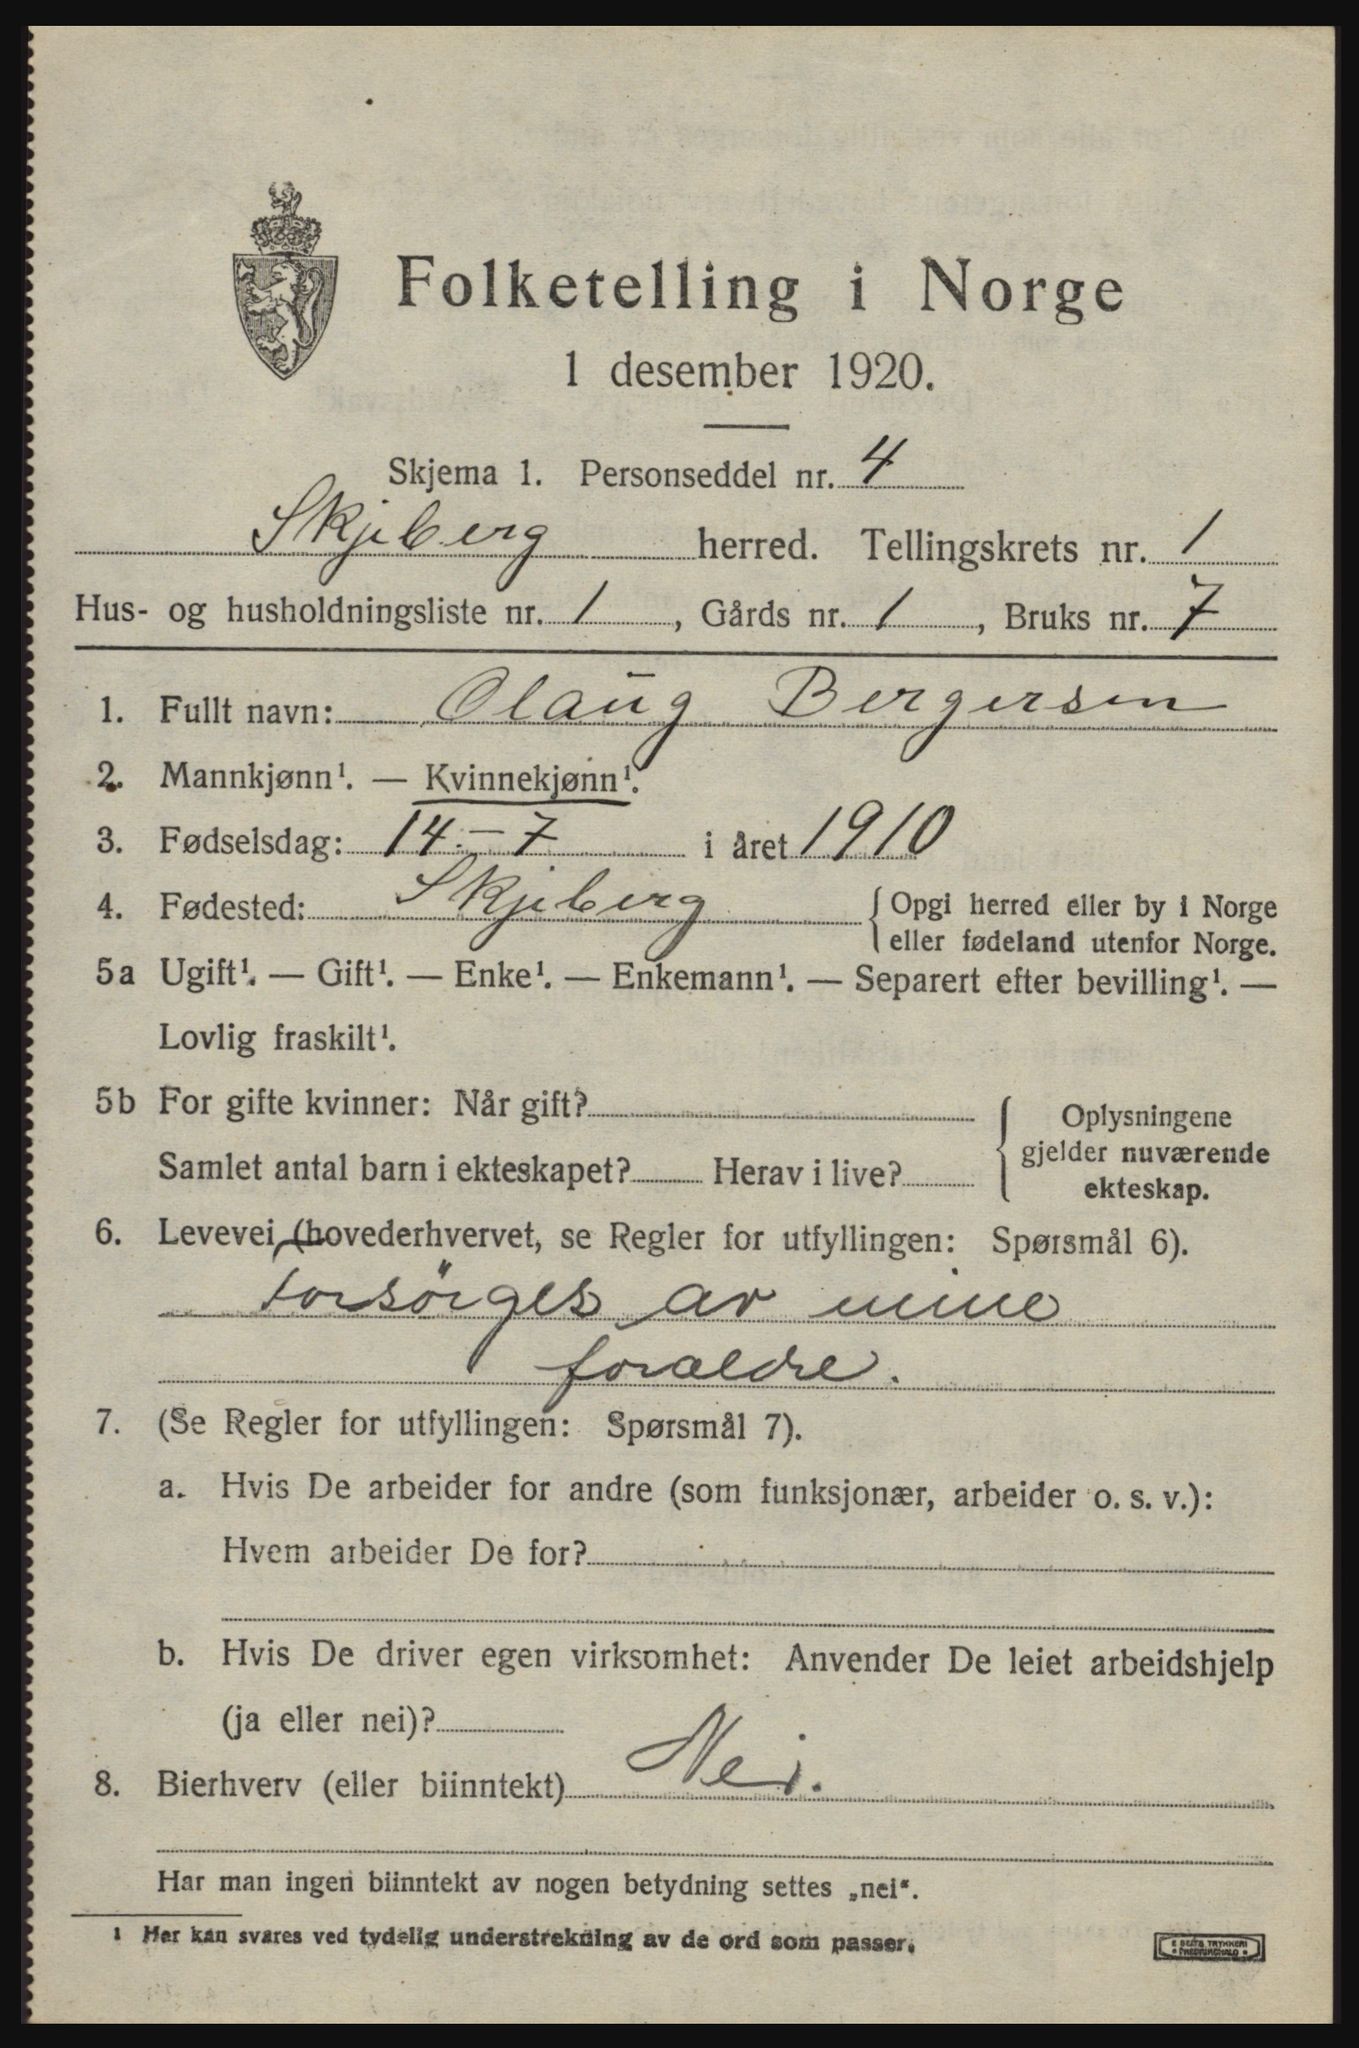 Folketelling i Norge
1 desember 1920.
Skjema 1. Personseddel nr. 4
Skjeberg herred. Tellingskrets nr. 1
Hus- og husholdningsliste nr. 1, Gårds nr. 1, Bruks nr. 7
1. Fullt navn: Olaug Bergersen
2. Mannkjønn¹. — Kvinnekjønn¹.
3. Fødselsdag: 14. - 7 i året 1910
4. Fødested: Skjeberg { Opgi herred eller by i Norge
eller fødeland utenfor Norge.
5a Ugift¹. — Gift¹. — Enke¹. — Enkemann¹. — Separert efter bevilling¹. —
Lovlig fraskilt¹.
5b For gifte kvinner: Når gift?
Samlet antal barn i ekteskapet? Herav i live?
{ Oplysningene
gjelder nuværende
ekteskap.
6. Levevei (hovederhvervet, se Regler for utfyllingen: Spørsmål 6).
Forsörges av mine
forældre.
7. (Se Regler for utfyllingen: Spørsmål 7).
a. Hvis De arbeider for andre (som funksjonær, arbeider o. s. v.):
Hvem arbeider De for?
b. Hvis De driver egen virksomhet: Anvender De leiet arbeidshjelp
(ja eller nei)?
8. Bierhverv (eller biinntekt) Nei.
Har man ingen biinntekt av nogen betydning settes „nei“.
¹ Her kan svares ved tydelig understrekning av de ord som passer.